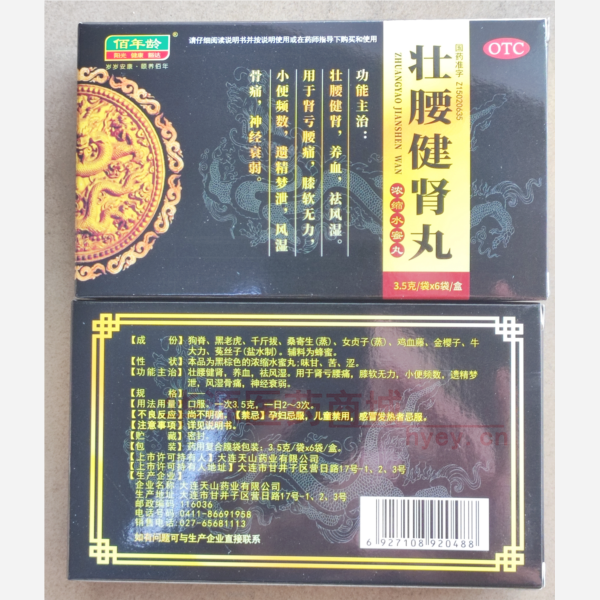 佰年龄
阳光 健康 豁达
岁岁安康·颐养佰年
请仔细阅读说明书并按说明使用或在药师指导下购买和使用
OTC
国药准字 Z15020635
壮腰健肾丸
ZHUANGYAO JIANSHEN WAN
浓缩水蜜丸
3.5克/袋x6袋/盒
功能主治：
壮腰健肾，养血，祛风湿。
用于肾亏腰痛，膝软无力，
小便频数，遗精梦泄，风湿
骨痛，神经衰弱。
【成 份】狗脊、黑老虎、千斤拔、桑寄生(蒸)、女贞子(蒸)、鸡血藤、金樱子、牛
大力、菟丝子(盐水制)。辅料为蜂蜜。
【性 状】本品为黑棕色的浓缩水蜜丸;味甘、苦、涩。
【功能主治】壮腰健肾，养血，祛风湿。用于肾亏腰痛，膝软无力，小便频数，遗精梦
泄，风湿骨痛，神经衰弱。
【规 格】——
【用法用量】口服。一次3.5克，一日2～3次。
【不良反应】尚不明确。【禁忌】孕妇忌服，儿童禁用，感冒发热者忌服。
【注意事项】详见说明书。
【贮 藏】密封。
【包 装】药用复合膜袋包装：3.5克/袋x6袋/盒。
【上市许可持有人】大连天山药业有限公司
【上市许可持有人地址】大连市甘井子区营日路17号-1、2、3号
【生产企业】
企业名称:大连天山药业有限公司
生产地址:大连市甘井子区营日路17号-1、2、3号
邮政编码:116036
电话号码:0411-86691958
销售电话:027-65681113
如有问题可与生产企业直接联系
6 927108 920488